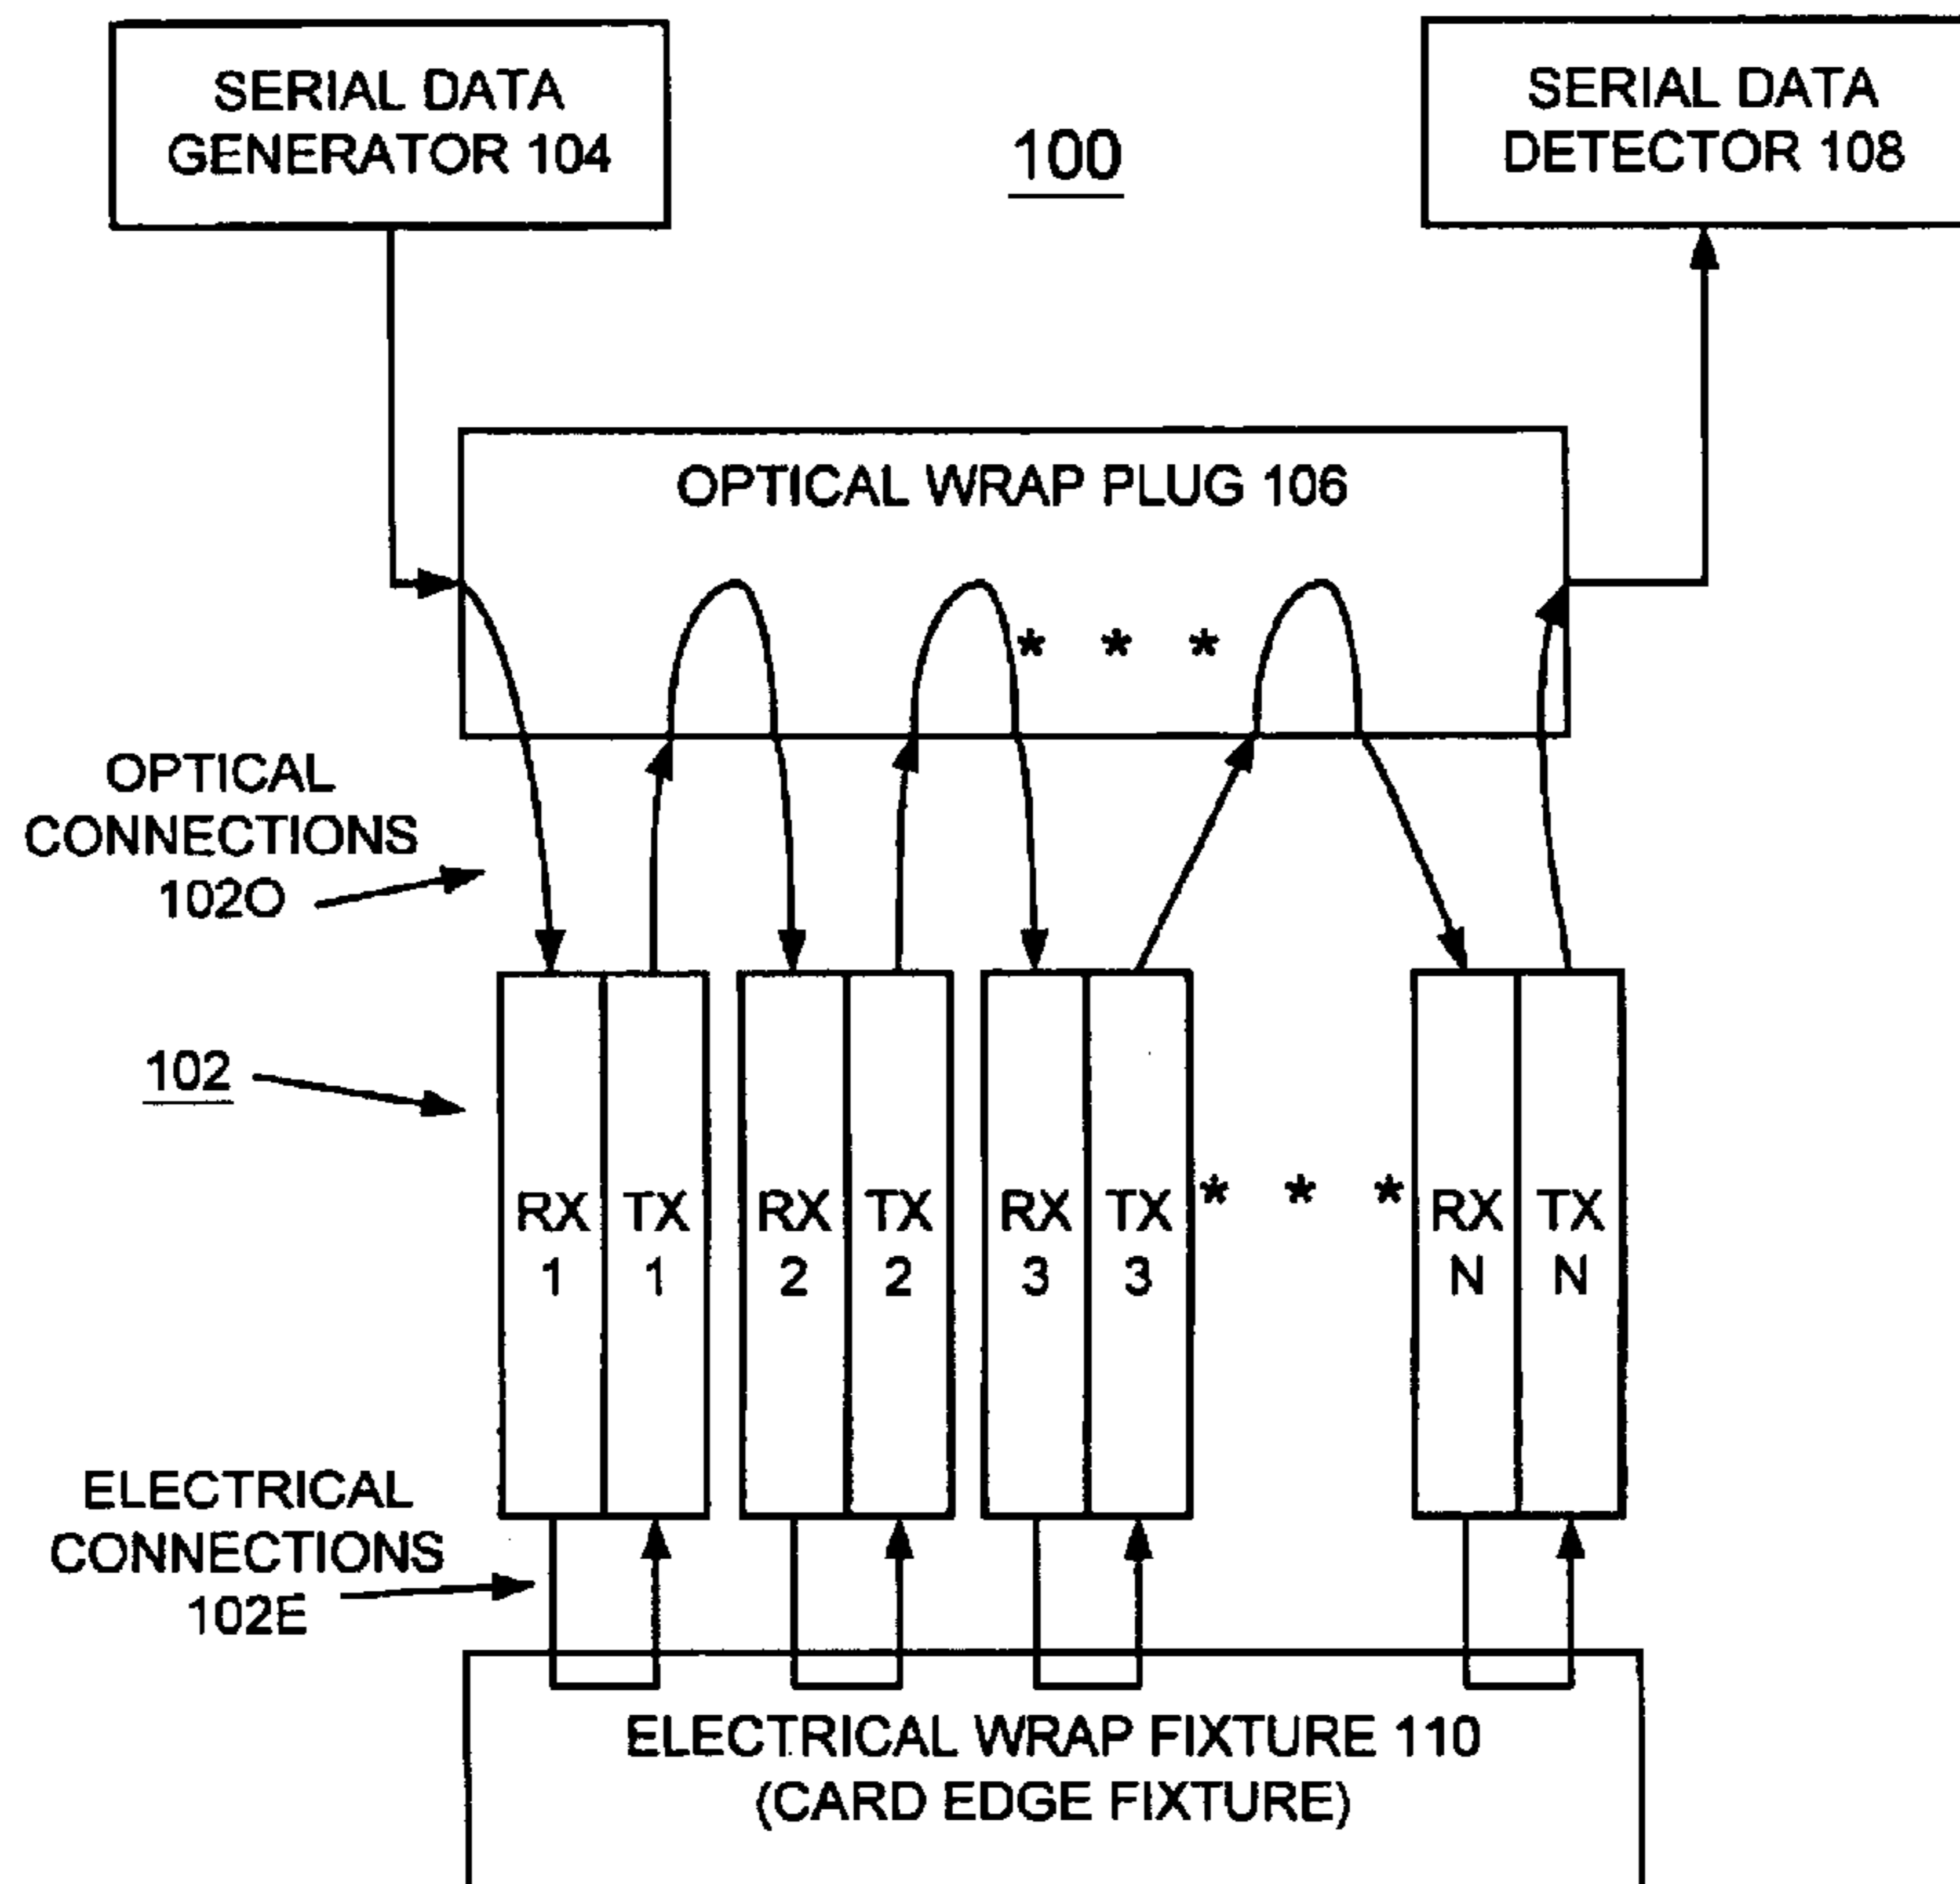 SERIAL DATA
GENERATOR 104
100
SERIAL DATA
DETECTOR 108
OPTICAL WRAP PLUG 106
* * *
OPTICAL
CONNECTIONS
102O
102
RX
1
TX
1
RX
2
TX
2
RX
3
TX
3
* * *
RX
N
TX
N
ELECTRICAL
CONNECTIONS
102E
ELECTRICAL WRAP FIXTURE 110
(CARD EDGE FIXTURE)